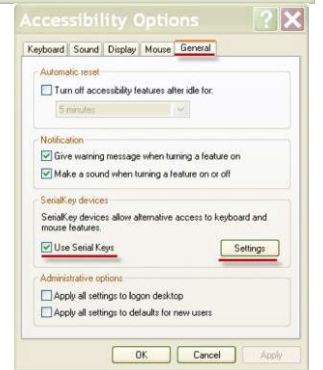 Accessibility Options
Keyboard Sound Display Mouse General
Automatic reset
Turn off accessibility features after idle for:
5 minutes
Notification
Give warning message when turning a feature on
Make a sound when turning a feature on or off
SerialKey devices
SerialKey devices allow alternative access to keyboard and
mouse features.
Use Serial Keys Settings
Administrative options
Apply all settings to logon desktop
Apply all settings to defaults for new users
OK Cancel Apply